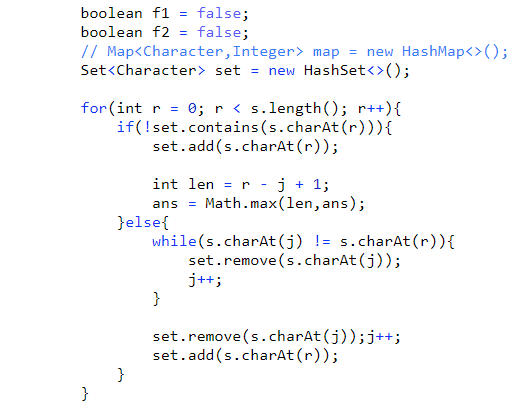 boolean f1 = false;
boolean f2 = false;
// Map<Character,Integer> map = new HashMap<>();
Set<Character> set = new HashSet<>();
for(int r = 0; r < s.length(); r++){
if(!set.contains(s.charAt(r))){
set.add(s.charAt(r));
int len = r - j + 1;
ans = Math.max(len,ans);
}else{
while(s.charAt(j) != s.charAt(r)){
set.remove(s.charAt(j));
j++;
}
set.remove(s.charAt(j));j++;
set.add(s.charAt(r));
}
}